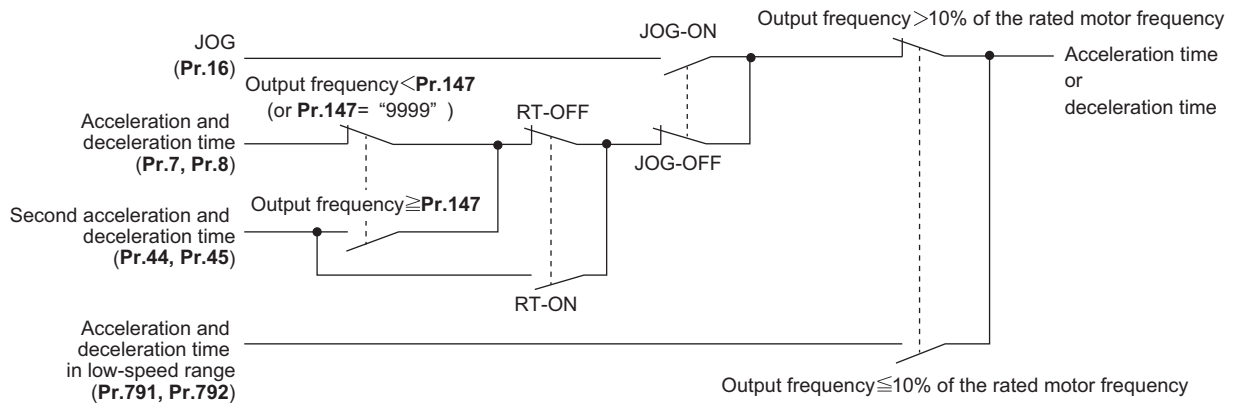 JOG
(Pr.16)
JOG-ON
Output frequency＞10% of the rated motor frequency
Acceleration time
or
deceleration time
Output frequency＜Pr.147
(or Pr.147= “9999” )
RT-OFF
Acceleration and
deceleration time
(Pr.7, Pr.8)
JOG-OFF
Output frequency≧Pr.147
Second acceleration and
deceleration time
(Pr.44, Pr.45)
RT-ON
Acceleration and
deceleration time
in low-speed range
(Pr.791, Pr.792)
Output frequency≦10% of the rated motor frequency